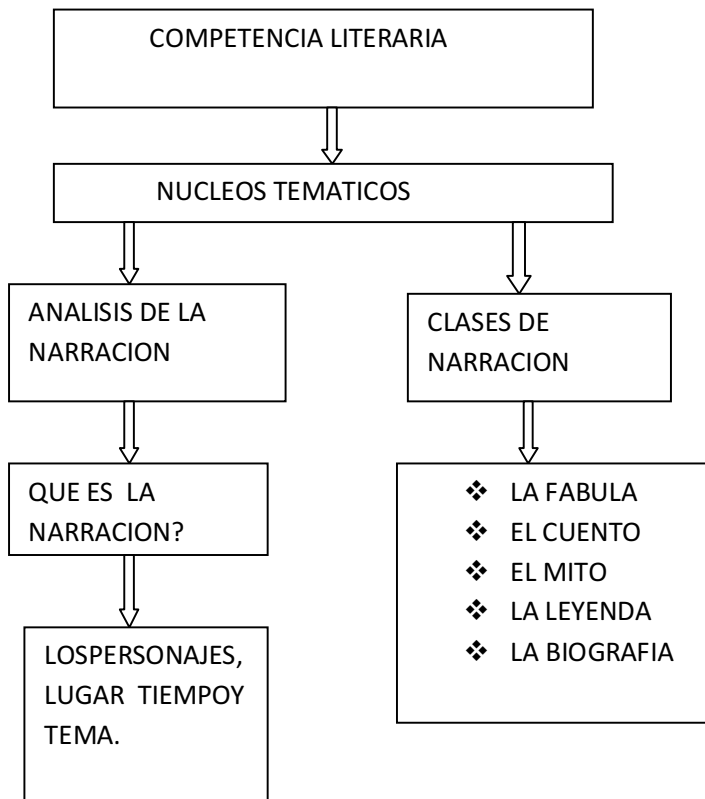 COMPETENCIA LITERARIA
NUCLEOS TEMATICOS
ANALISIS DE LA
NARRACION
CLASES DE
NARRACION
QUE ES LA
NARRACION?
❖ LA FABULA
❖ EL CUENTO
❖ EL MITO
❖ LA LEYENDA
❖ LA BIOGRAFIA
LOSPERSONAJES,
LUGAR TIEMPOY
TEMA.